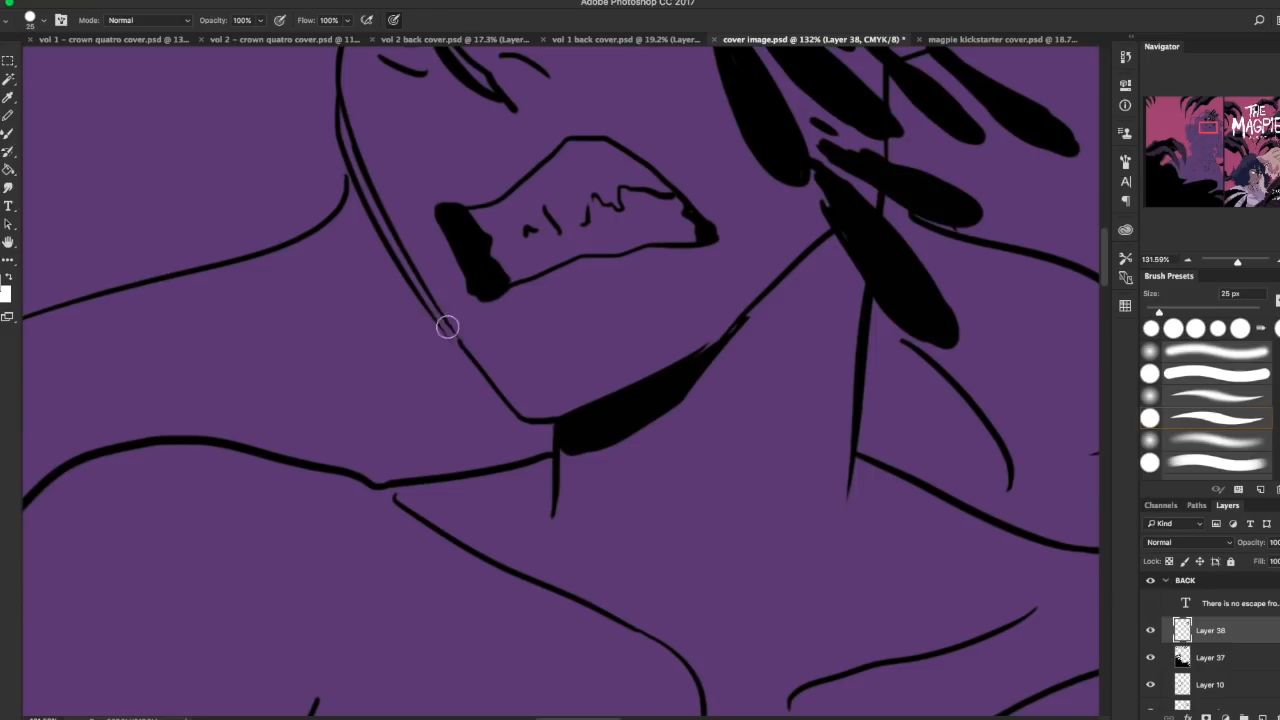 Adobe Photoshop CC 2017
25
Mode: Normal
Opacity: 100%
Flow: 100%
vol 1 - crown quatro cover.psd @ 13...
vol 2 - crown quatro cover.psd @ 11...
vol 2 back cover.psd @ 17.3% (Layer...
vol 1 back cover.psd @ 19.2% (Layer...
cover image.psd @ 132% (Layer 38, CMYK/8) *
magpie kickstarter cover.psd @ 18.7...
Navigator
THE
MAGPIE
131.59%
Brush Presets
Size:
25 px
Channels
Paths
Layers
Kind
Normal
Opacity: 100
Lock:
Fill: 100
BACK
There is no escape fro...
Layer 38
Layer 37
Layer 10